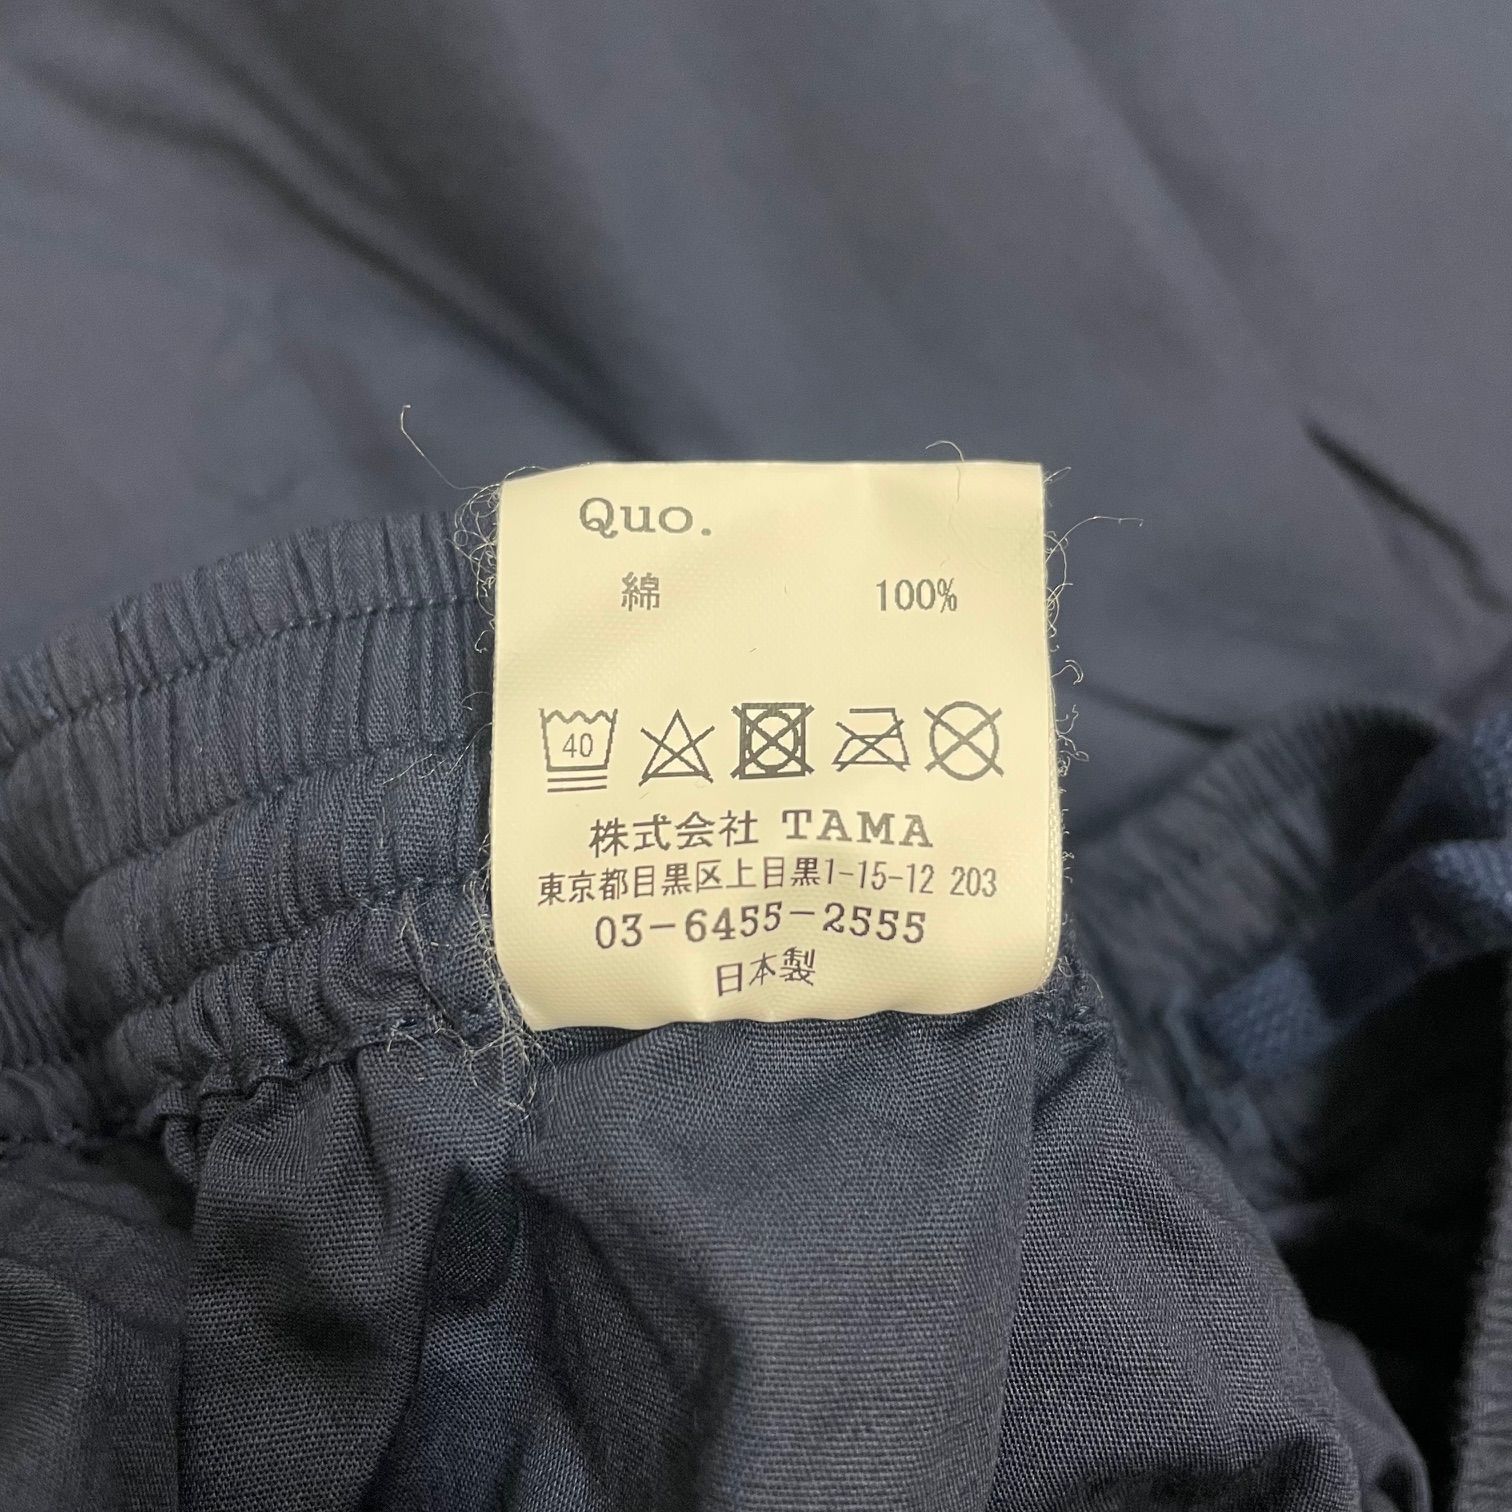 Quo.
綿 100%
40
株式会社 TAMA
東京都目黒区上目黒1-15-12 203
03-6455-2555
日本製